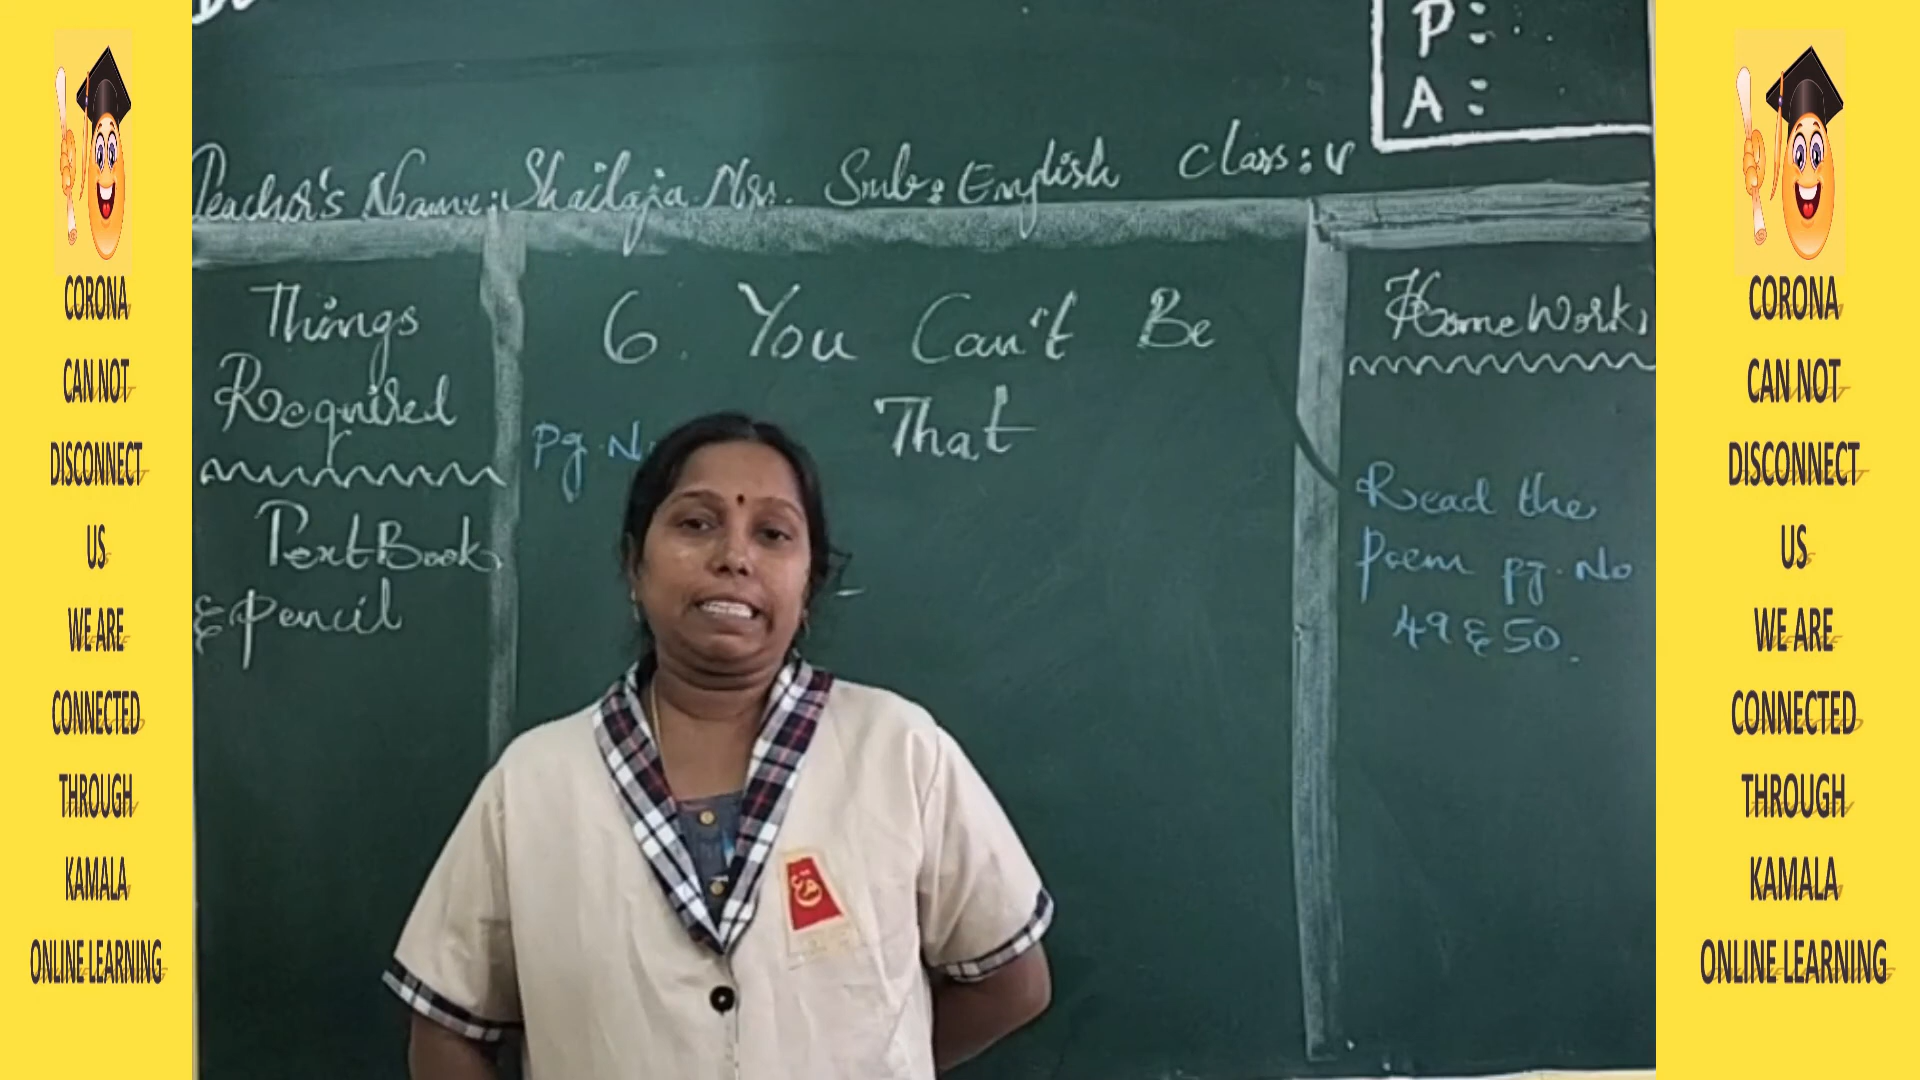 CORONA
CAN NOT
DISCONNECT
US
WE ARE
CONNECTED
THROUGH
KAMALA
ONLINE LEARNING
P:
A:
Teacher's Name: Shailaja. Sub: English Class: V
Things
Required
Text Book
& pencil
6. You Can't Be
That
Pg. No
Home Work
Read the
Poem pg. No
49 & 50.
CORONA
CAN NOT
DISCONNECT
US
WE ARE
CONNECTED
THROUGH
KAMALA
ONLINE LEARNING